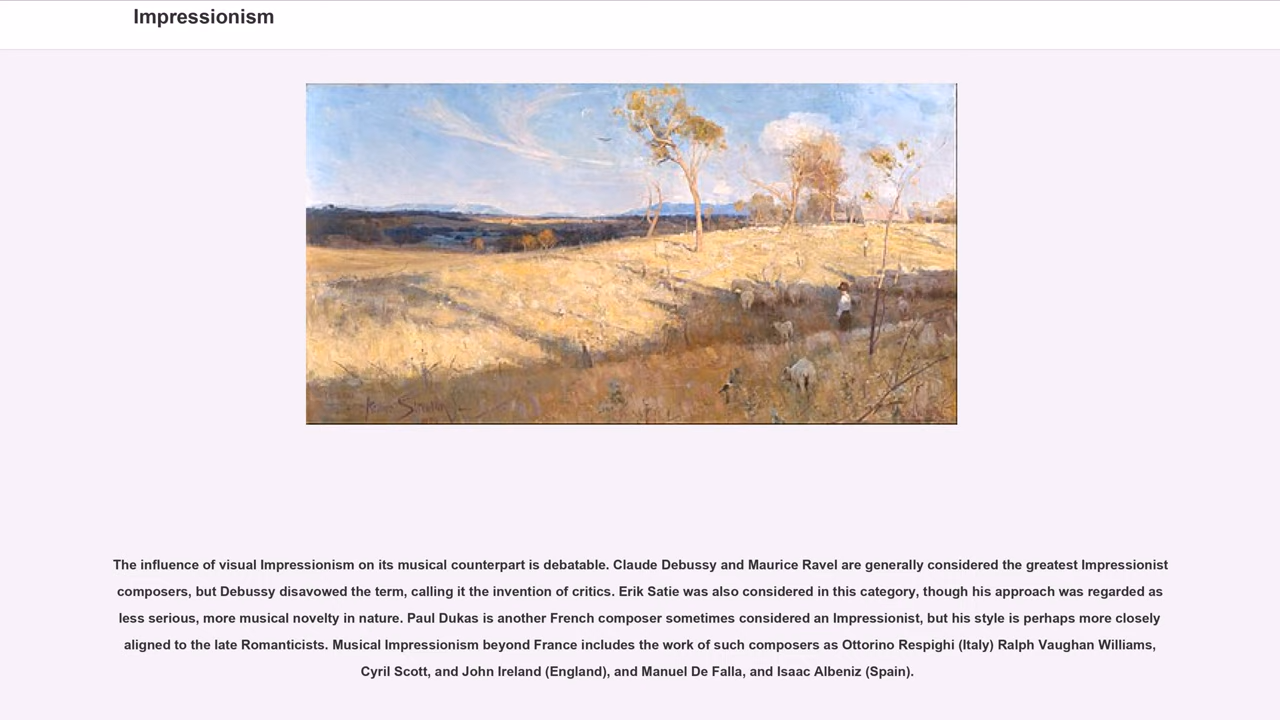 Impressionism
The influence of visual Impressionism on its musical counterpart is debatable. Claude Debussy and Maurice Ravel are generally considered the greatest Impressionist
composers, but Debussy disavowed the term, calling it the invention of critics. Erik Satie was also considered in this category, though his approach was regarded as
less serious, more musical novelty in nature. Paul Dukas is another French composer sometimes considered an Impressionist, but his style is perhaps more closely
aligned to the late Romanticists. Musical Impressionism beyond France includes the work of such composers as Ottorino Respighi (Italy) Ralph Vaughan Williams,
Cyril Scott, and John Ireland (England), and Manuel De Falla, and Isaac Albeniz (Spain).